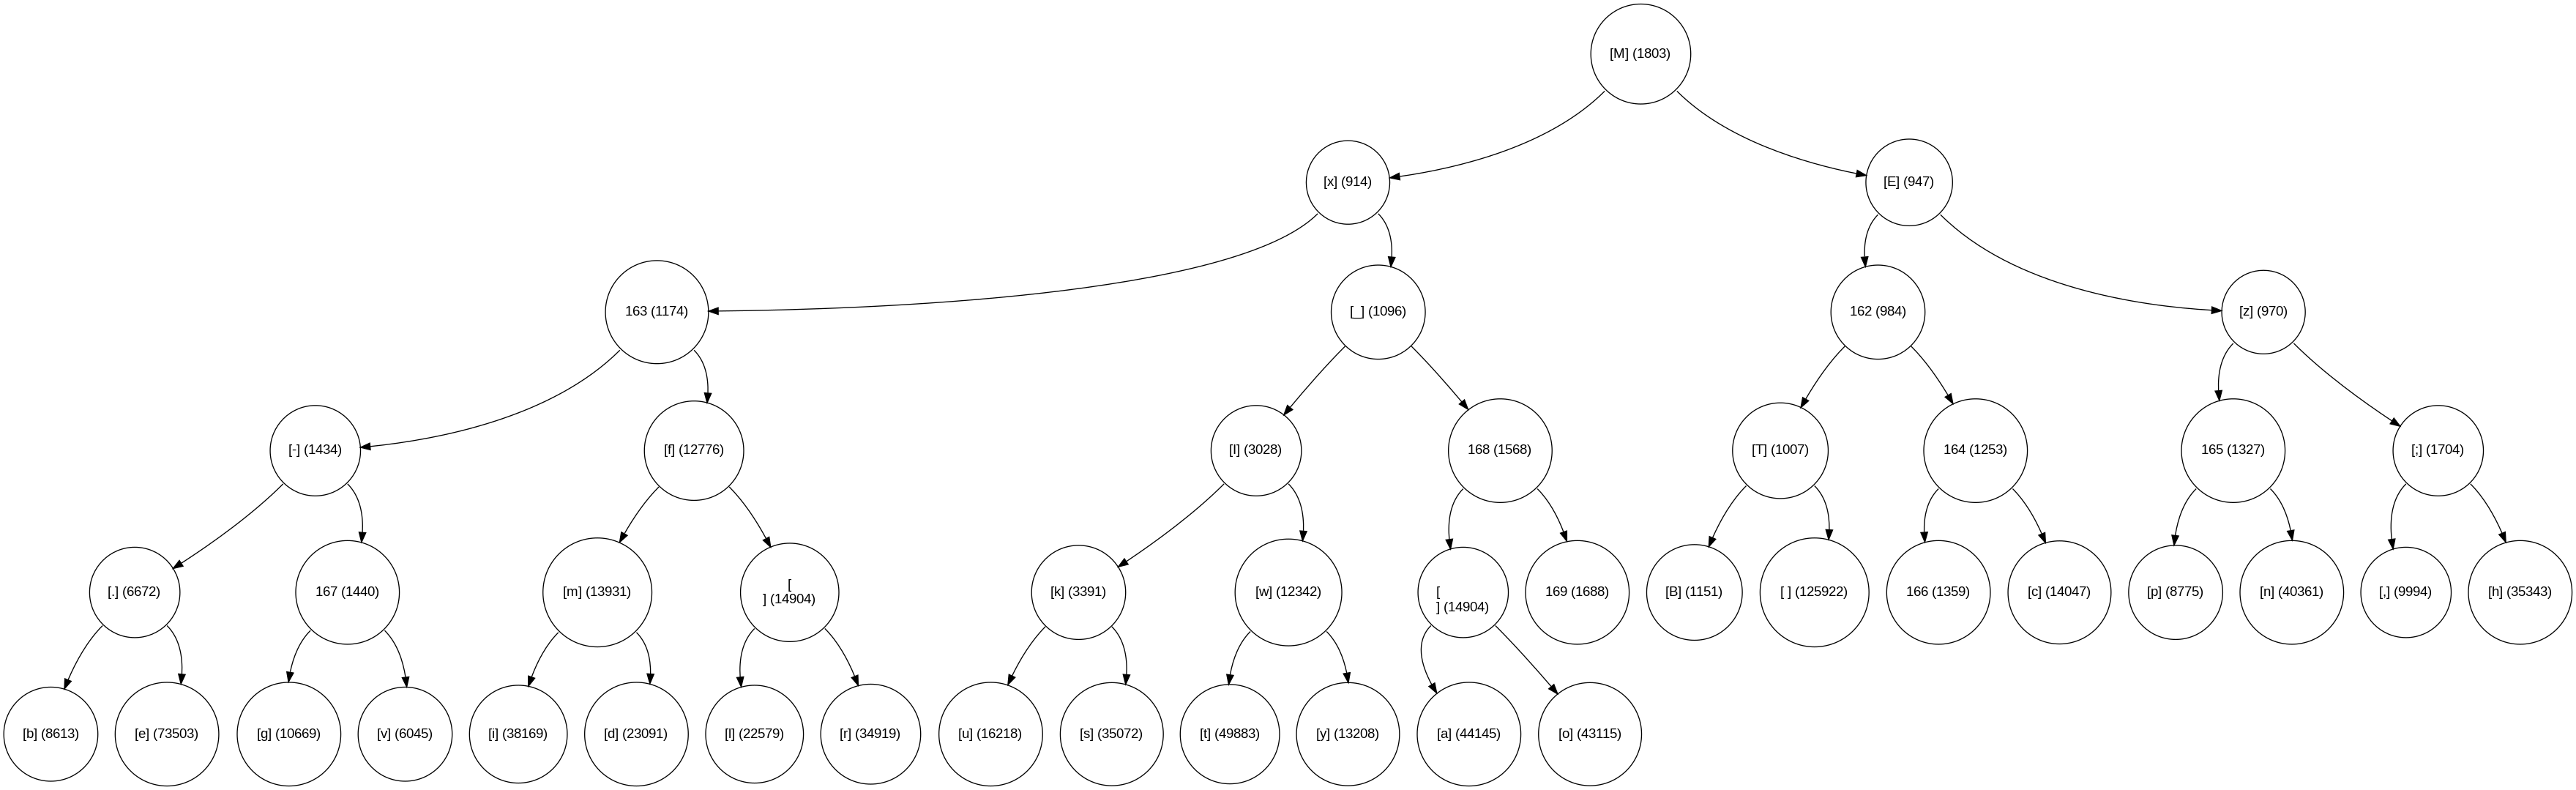 [M] (1803)
[x] (914)
[E] (947)
163 (1174)
[_] (1096)
162 (984)
[z] (970)
[-] (1434)
[f] (12776)
[I] (3028)
168 (1568)
[T] (1007)
164 (1253)
165 (1327)
[;] (1704)
[.] (6672)
167 (1440)
[m] (13931)
[
] (14904)
[k] (3391)
[w] (12342)
[
] (14904)
169 (1688)
[B] (1151)
[ ] (125922)
166 (1359)
[c] (14047)
[p] (8775)
[n] (40361)
[,] (9994)
[h] (35343)
[b] (8613)
[e] (73503)
[g] (10669)
[v] (6045)
[i] (38169)
[d] (23091)
[l] (22579)
[r] (34919)
[u] (16218)
[s] (35072)
[t] (49883)
[y] (13208)
[a] (44145)
[o] (43115)